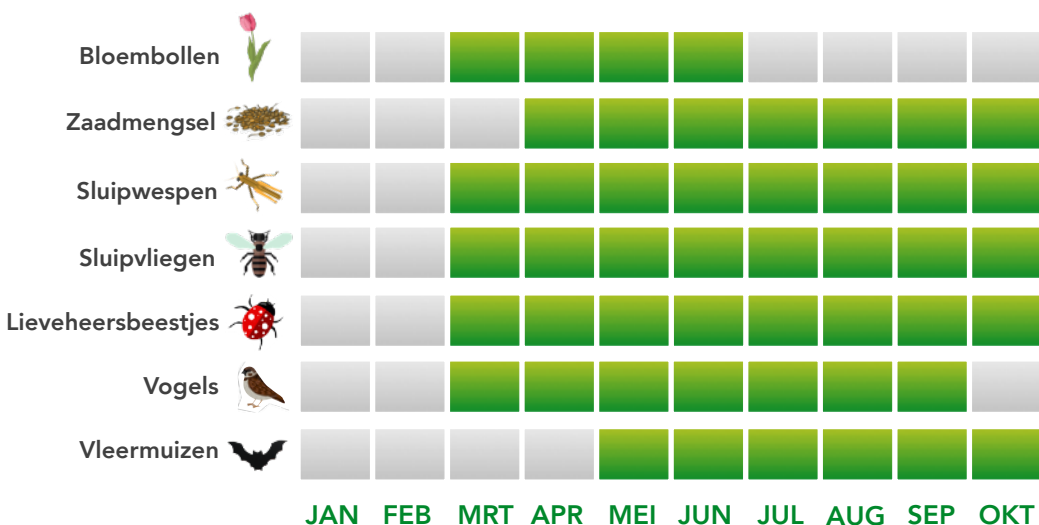 Bloembollen
Zaadmengsel
Sluipwespen
Sluipvliegen
Lieveheersbeestjes
Vogels
Vleermuizen
JAN FEB MRT APR MEI JUN JUL AUG SEP OKT